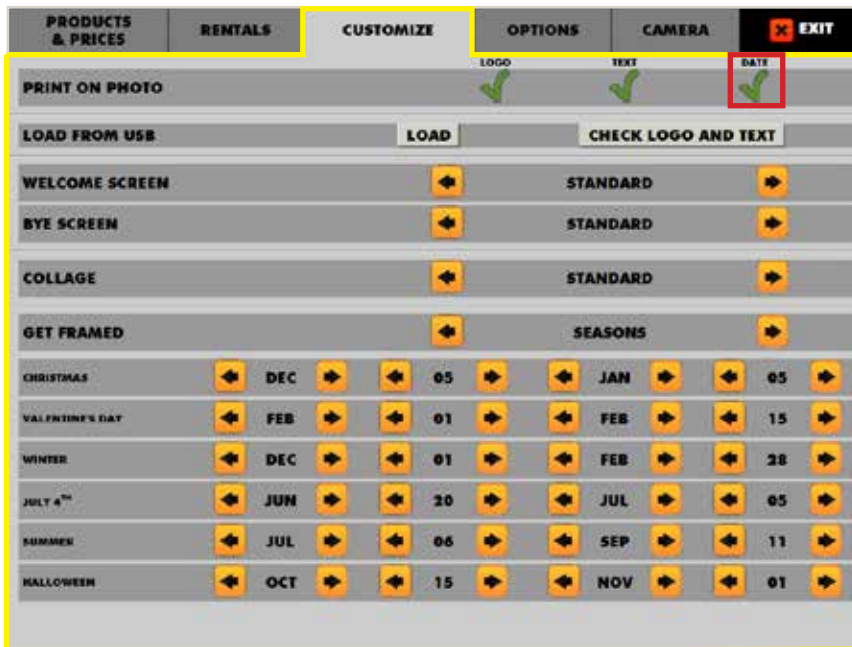 PRODUCTS & PRICES RENTALS CUSTOMIZE OPTIONS CAMERA X EXIT
LOGO TEXT DATE
PRINT ON PHOTO
LOAD FROM USB LOAD CHECK LOGO AND TEXT
WELCOME SCREEN STANDARD
BYE SCREEN STANDARD
COLLAGE STANDARD
GET FRAMED SEASONS
CHRISTMAS DEC 05 JAN 05
VALENTINE'S DAY FEB 01 FEB 15
WINTER DEC 01 FEB 28
JULY 4TH JUN 20 JUL 05
SUMMER JUL 06 SEP 11
HALLOWEEN OCT 15 NOV 01